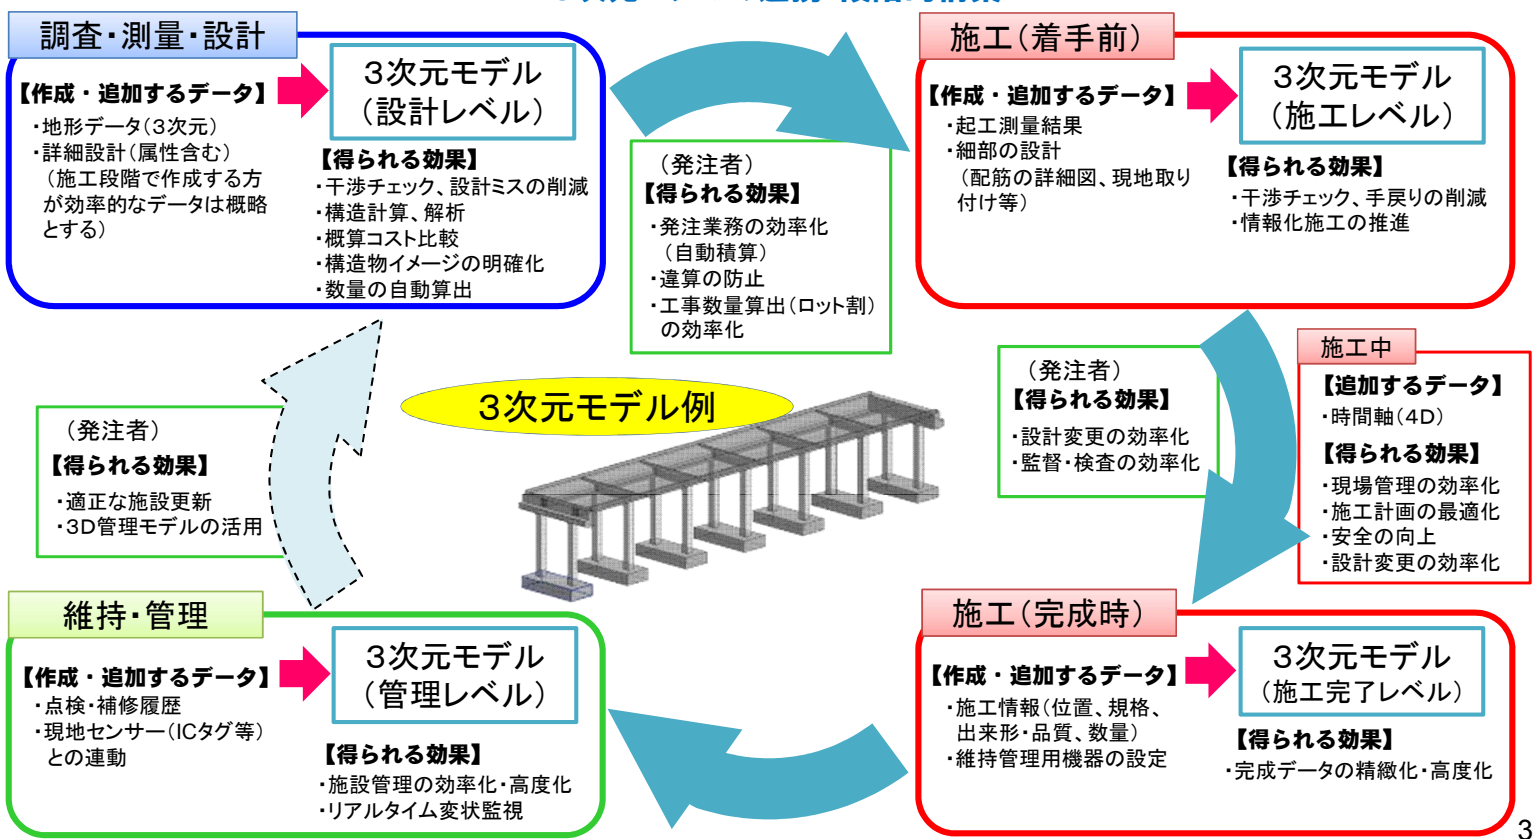 調査・測量・設計
【作成・追加するデータ】
・地形データ(3次元)
・詳細設計(属性含む)
(施工段階で作成する方
が効率的なデータは概略
とする)
3次元モデル
(設計レベル)
【得られる効果】
・干渉チェック、設計ミスの削減
・構造計算、解析
・概算コスト比較
・構造物イメージの明確化
・数量の自動算出
(発注者)
【得られる効果】
・発注業務の効率化
(自動積算)
・違算の防止
・工事数量算出(ロット割)
の効率化
施工(着手前)
【作成・追加するデータ】
・起工測量結果
・細部の設計
(配筋の詳細図、現地取り
付け等)
3次元モデル
(施工レベル)
【得られる効果】
・干渉チェック、手戻りの削減
・情報化施工の推進
(発注者)
【得られる効果】
・設計変更の効率化
・監督・検査の効率化
施工中
【追加するデータ】
・時間軸(4D)
【得られる効果】
・現場管理の効率化
・施工計画の最適化
・安全の向上
・設計変更の効率化
3次元モデル例
(発注者)
【得られる効果】
・適正な施設更新
・3D管理モデルの活用
維持・管理
【作成・追加するデータ】
・点検・補修履歴
・現地センサー(ICタグ等)
との連動
3次元モデル
(管理レベル)
【得られる効果】
・施設管理の効率化・高度化
・リアルタイム変状監視
施工(完成時)
【作成・追加するデータ】
・施工情報(位置、規格、
出来形・品質、数量)
・維持管理用機器の設定
3次元モデル
(施工完了レベル)
【得られる効果】
・完成データの精緻化・高度化
3